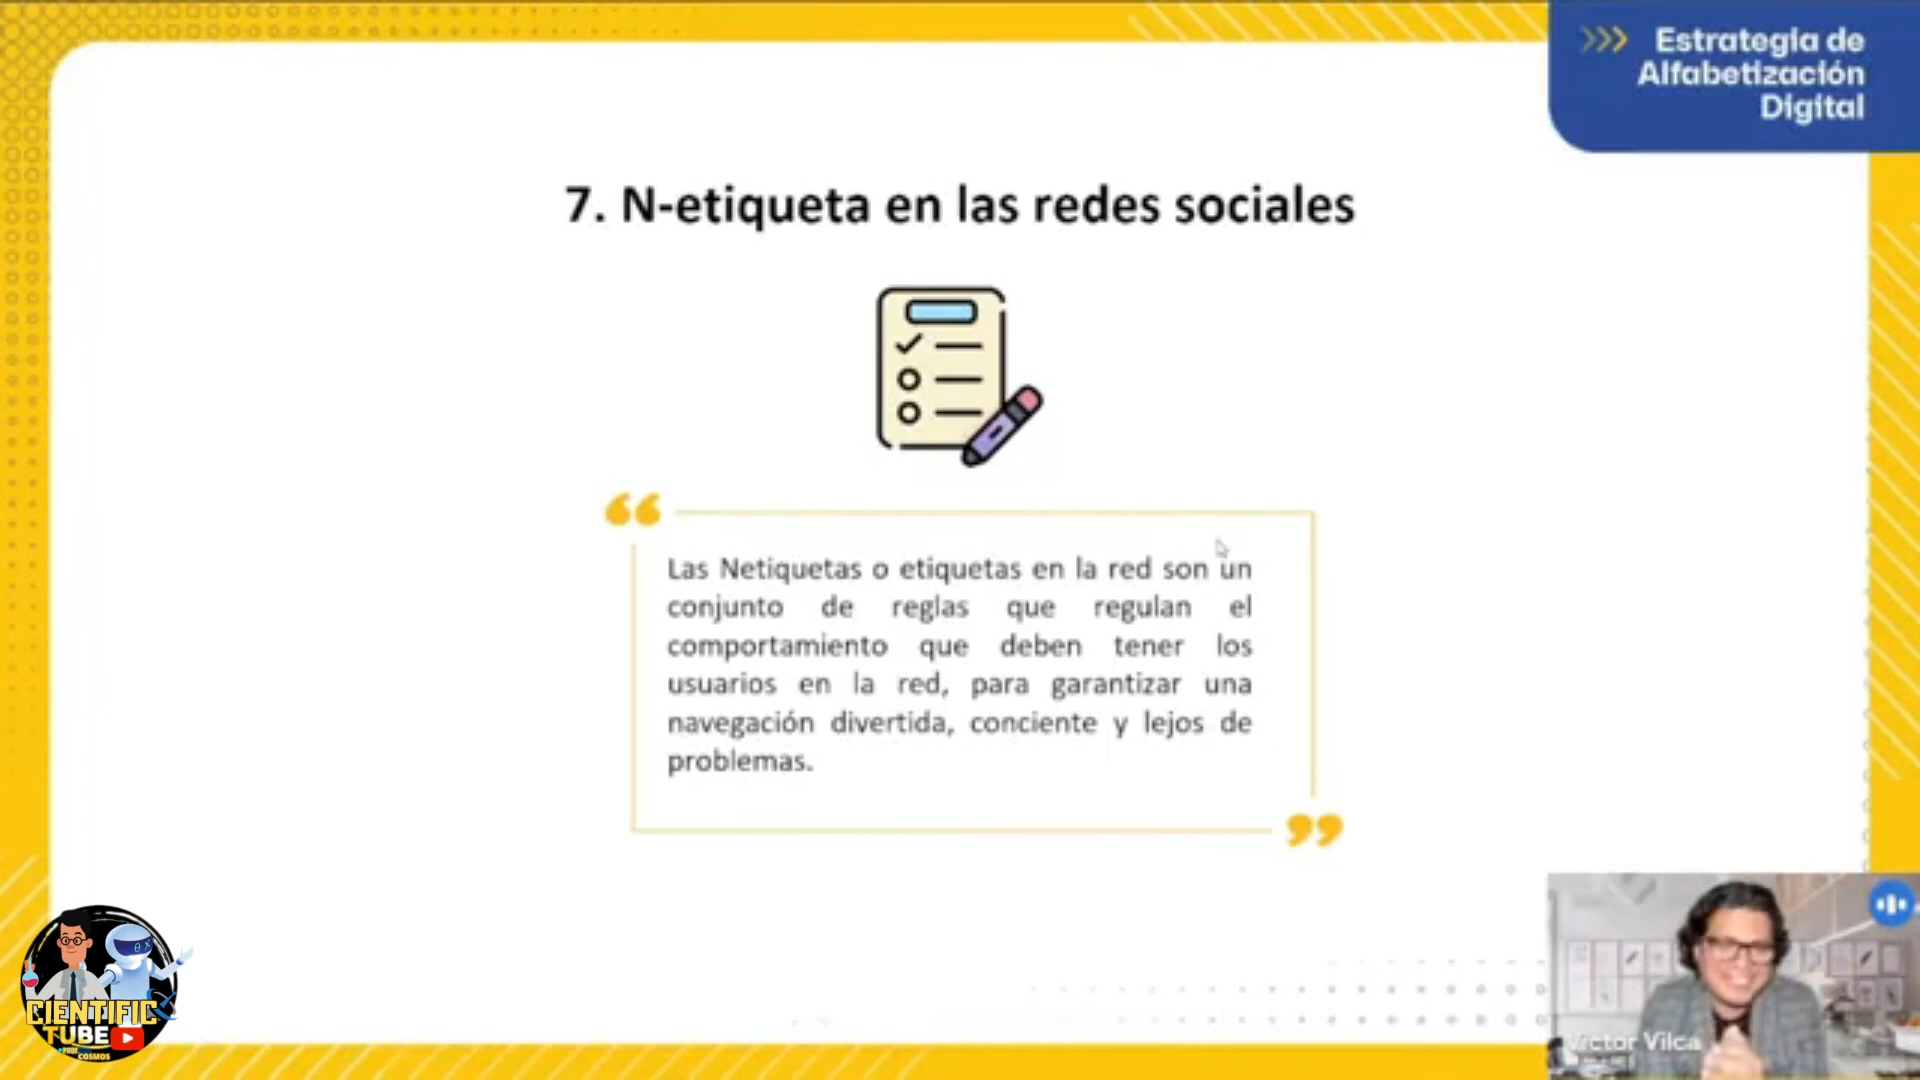 Estrategia de
Alfabetización
Digital
7. N-etiqueta en las redes sociales
Las Netiquetas o etiquetas en la red son un
conjunto de reglas que regulan el
comportamiento que deben tener los
usuarios en la red, para garantizar una
navegación divertida, conciente y lejos de
problemas.
CIENTIFIC
TUBE
COSMOS
Victor Vilca